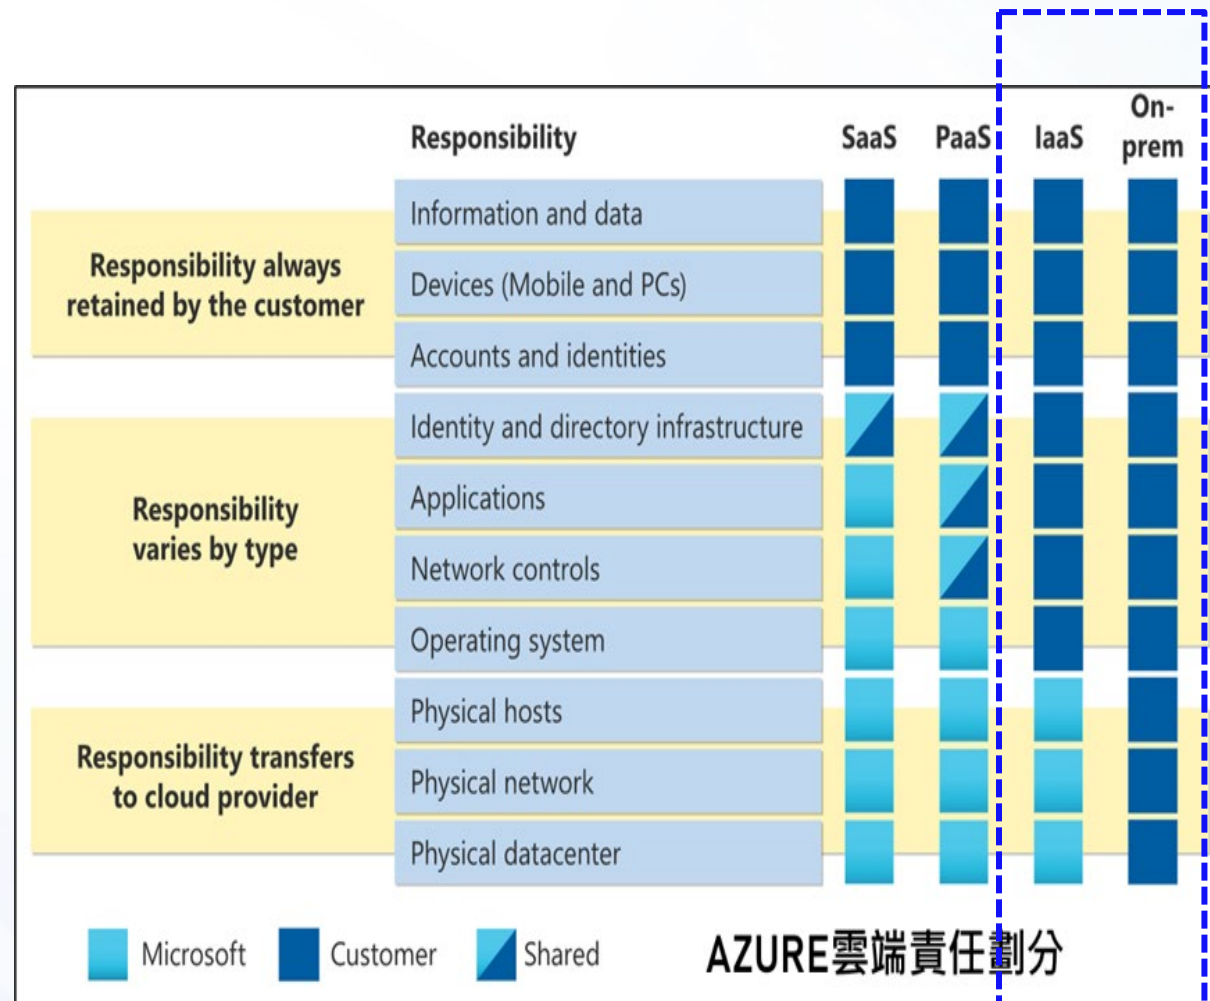 Responsibility SaaS PaaS IaaS On-
prem
Responsibility always
retained by the customer
Information and data
Devices (Mobile and PCs)
Accounts and identities
Responsibility
varies by type
Identity and directory infrastructure
Applications
Network controls
Operating system
Responsibility transfers
to cloud provider
Physical hosts
Physical network
Physical datacenter
Microsoft Customer Shared
AZURE雲端責任劃分